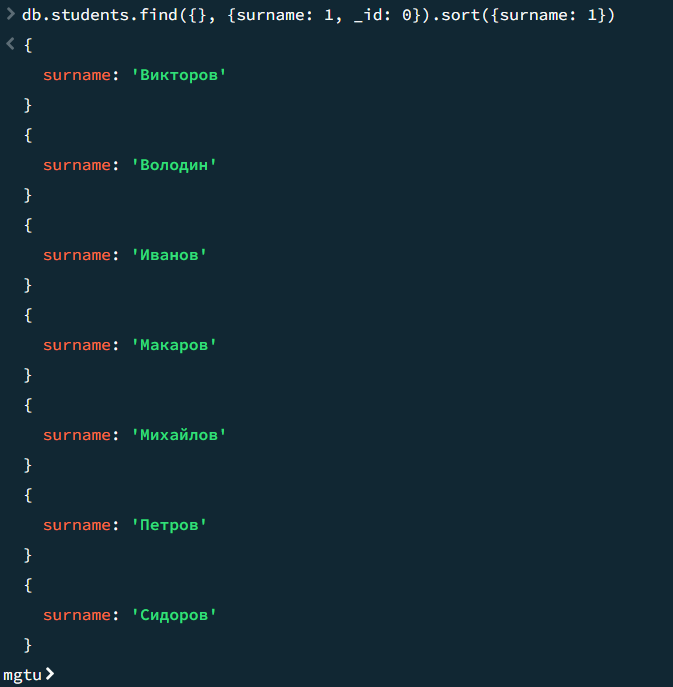 > db.students.find({}, {surname: 1, _id: 0}).sort({surname: 1})
< {
surname: 'Викторов'
}
{
surname: 'Володин'
}
{
surname: 'Иванов'
}
{
surname: 'Макаров'
}
{
surname: 'Михайлов'
}
{
surname: 'Петров'
}
{
surname: 'Сидоров'
}
mgtu>